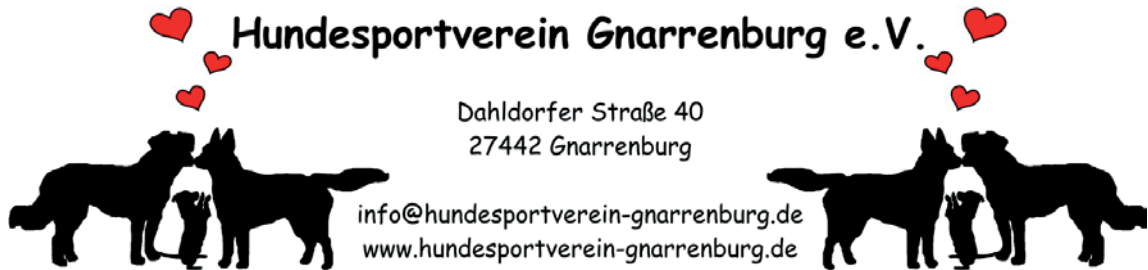 Hundesportverein Gnarrenburg e.V.
Dahldorfer Straße 40
27442 Gnarrenburg
info@hundesportverein-gnarrenburg.de
www.hundesportverein-gnarrenburg.de